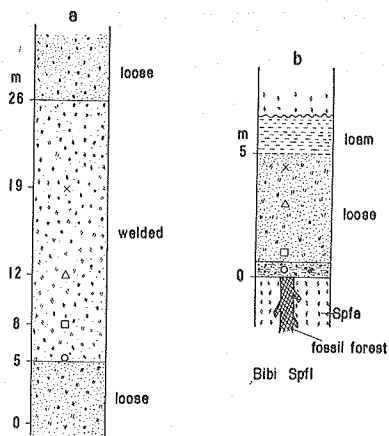 a
m
loose
26
19
welded
12
8
5
loose
0
b
m
loam
5
loose
0
Spfa
fossil forest
Bibi Spfl